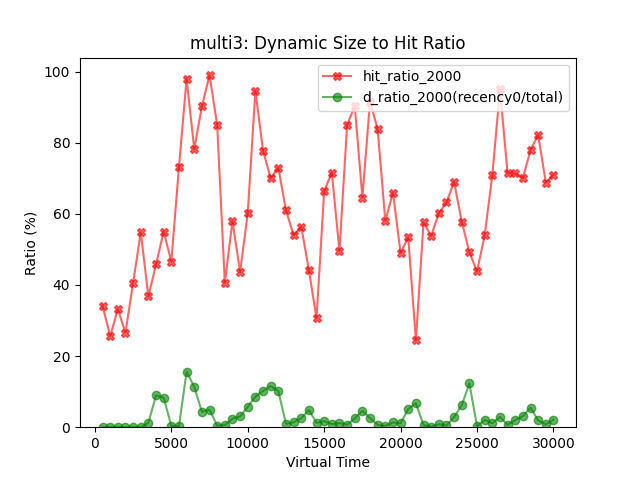 multi3: Dynamic Size to Hit Ratio
hit_ratio_2000
d_ratio_2000(recency0/total)
Ratio (%)
100
80
60
40
20
0
0 5000 10000 15000 20000 25000 30000
Virtual Time